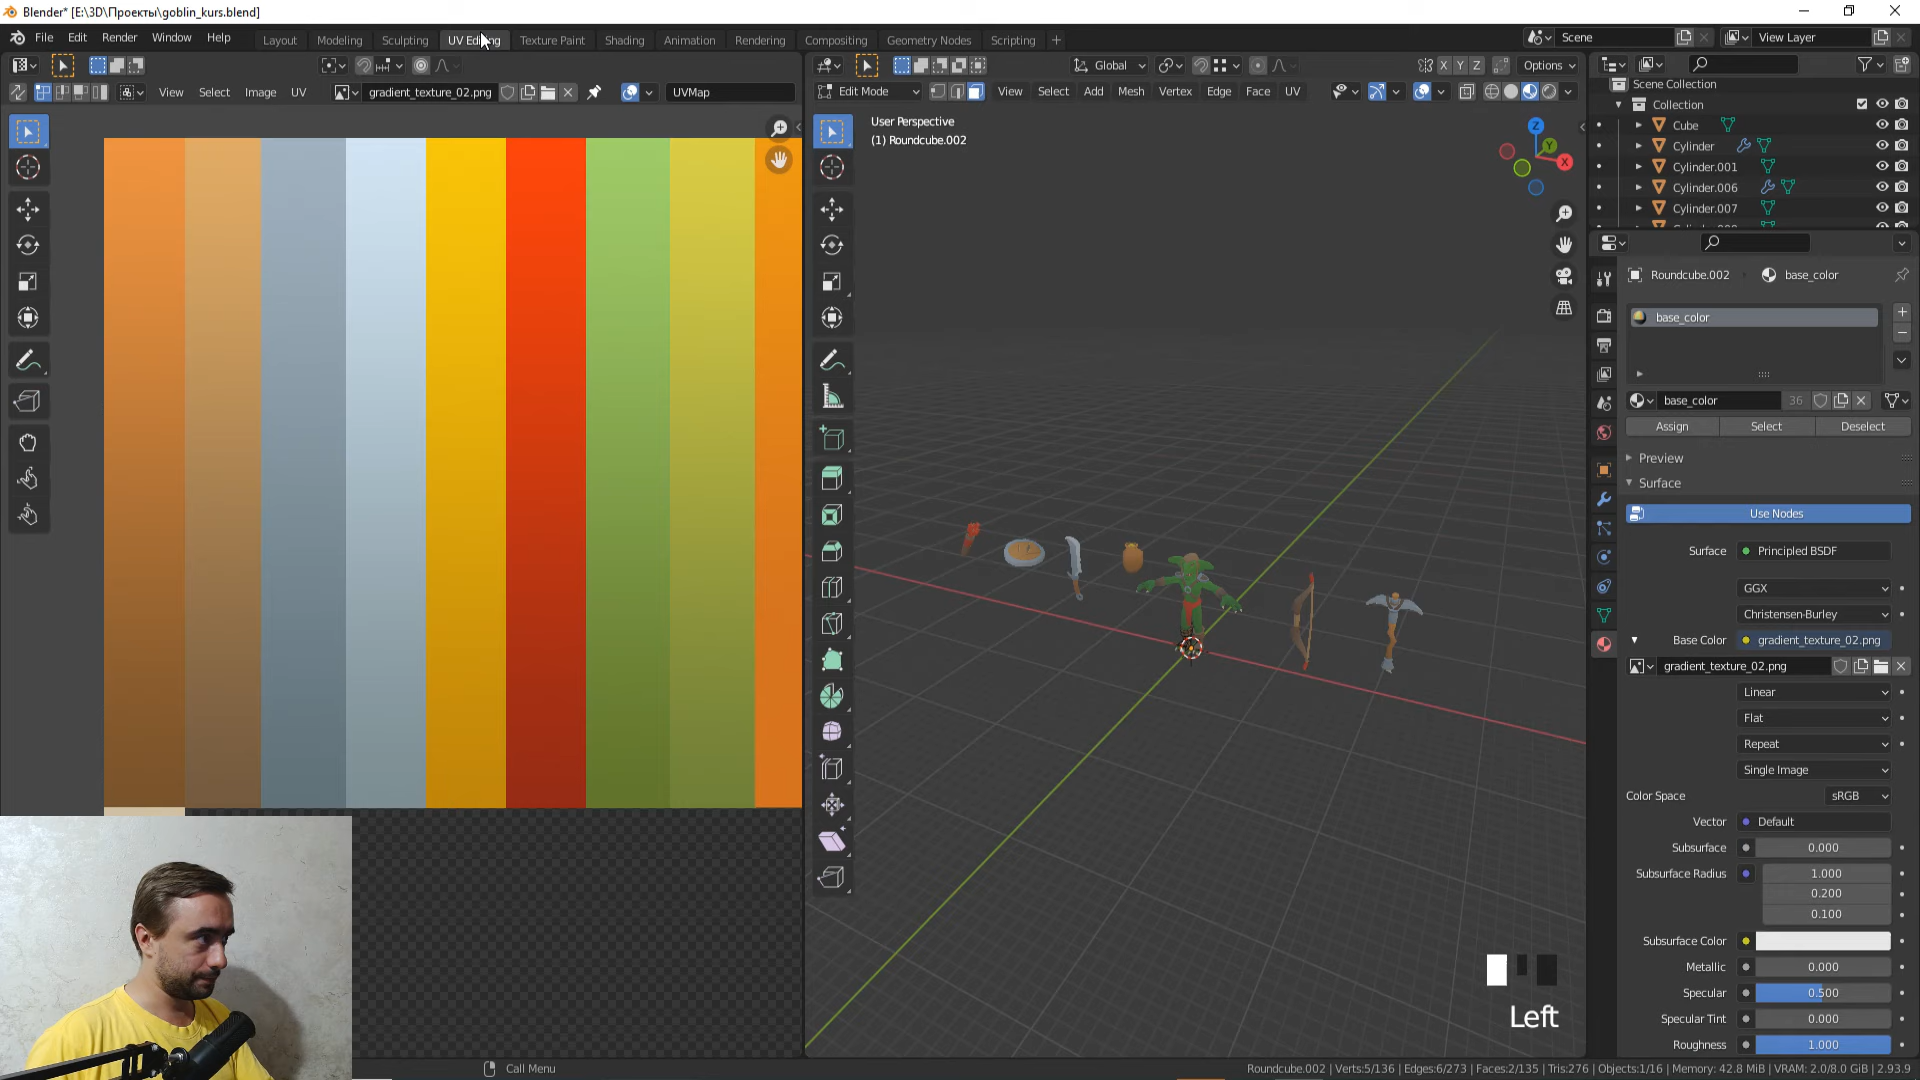 Blender* [E:\3D\Проекты\goblin_kurs.blend]
File Edit Render Window Help
Layout Modeling Sculpting UV Editing Texture Paint Shading Animation Rendering Compositing Geometry Nodes Scripting +
Scene
View Layer
Global
X Y Z
Options
View Select Image UV
gradient_texture_02.png
UVMap
Edit Mode
View Select Add Mesh Vertex Edge Face UV
User Perspective
(1) Roundcube.002
Z
Y
X
Scene Collection
Collection
Cube
Cylinder
Cylinder.001
Cylinder.006
Cylinder.007
Roundcube.002
base_color
base_color
base_color
36
Assign
Select
Deselect
Preview
Surface
Use Nodes
Surface
Principled BSDF
GGX
Christensen-Burley
Base Color
gradient_texture_02.png
gradient_texture_02.png
Linear
Flat
Repeat
Single Image
Color Space
sRGB
Vector
Default
Subsurface
0.000
Subsurface Radius
1.000
0.200
0.100
Subsurface Color
Metallic
0.000
Specular
0.500
Specular Tint
0.000
Roughness
1.000
Left
Call Menu
Roundcube.002 | Verts:5/136 | Edges:6/273 | Faces:2/135 | Tris:276 | Objects:1/16 | Memory: 42.8 MiB | VRAM: 2.0/8.0 GiB | 2.93.9